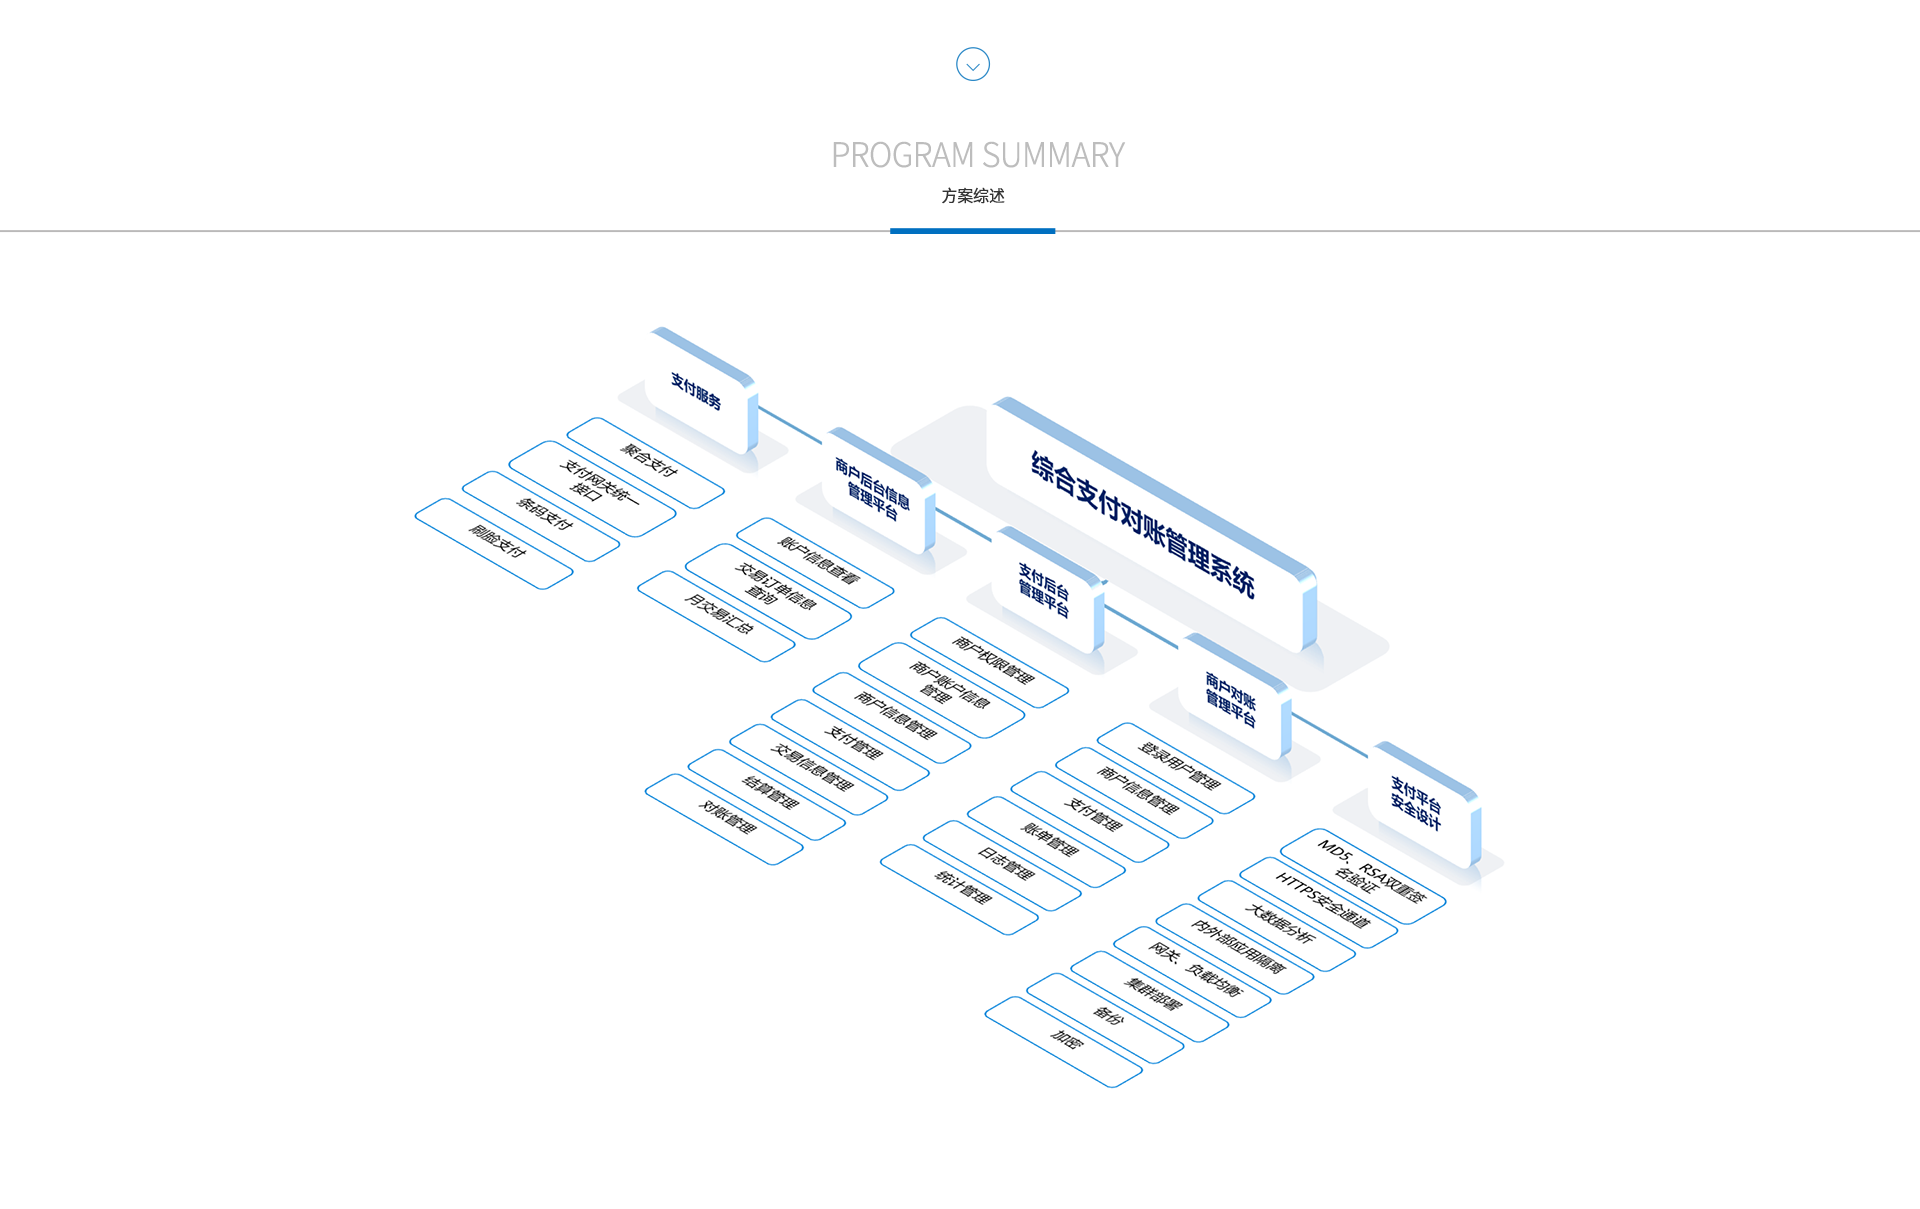 PROGRAM SUMMARY
方案综述
综合支付对账管理系统
支付服务
聚合支付
支付网关统一
接口
条码支付
刷脸支付
商户后台信息
管理平台
账户信息查看
交易订单信息
查询
月交易汇总
支付后台
管理平台
商户权限管理
商户账户信息
管理
商户信息管理
支付管理
交易信息管理
结算管理
对账管理
商户对账
管理平台
登录用户管理
商户信息管理
支付管理
账单管理
日志管理
统计管理
支付平台
安全设计
MD5、RSA双重签
名验证
HTTPS安全通道
大数据分析
内外部应用隔离
网关、负载均衡
集群部署
备份
加密